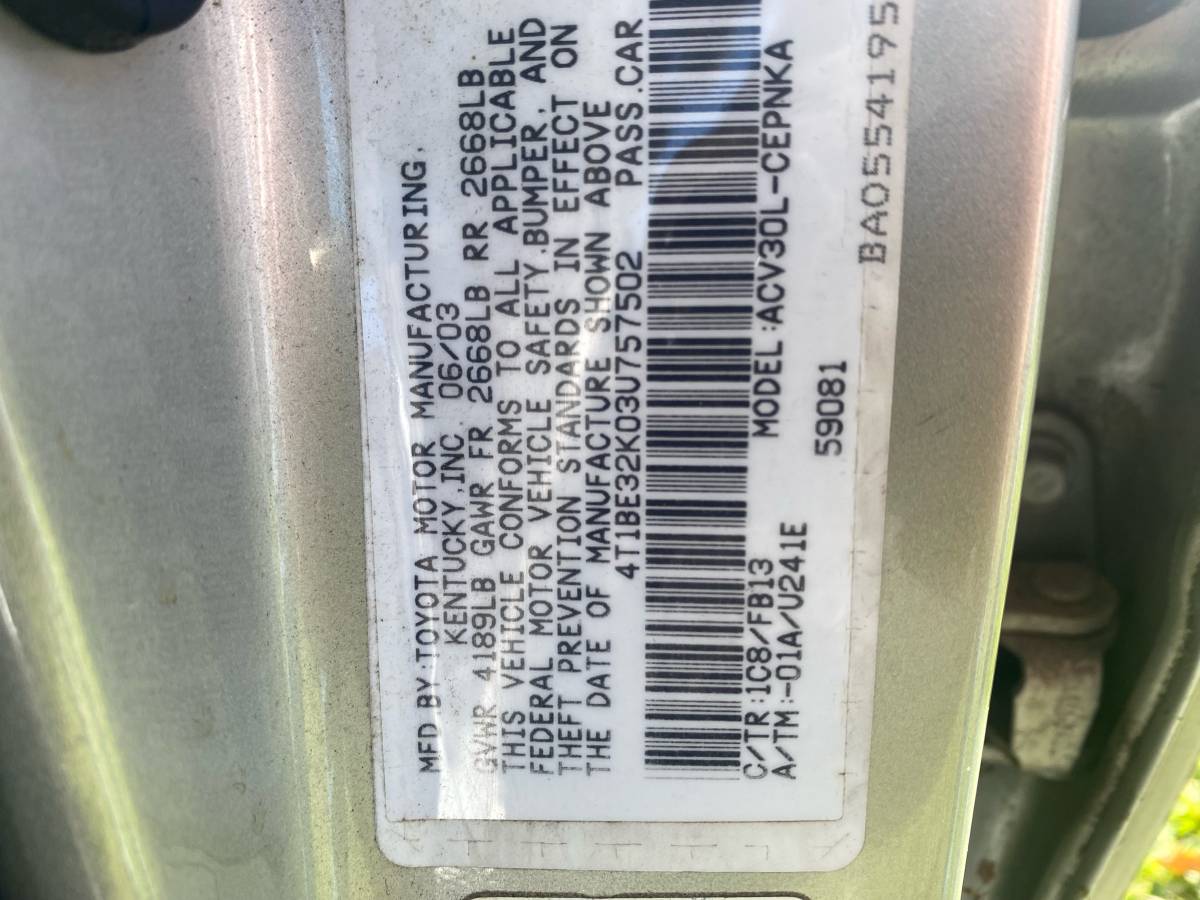 MFD BY:TOYOTA MOTOR MANUFACTURING,
KENTUCKY,INC. 06/03
GVWR 4189LB GAWR FR 2668LB RR 2668LB
THIS VEHICLE CONFORMS TO ALL APPLICABLE
FEDERAL MOTOR VEHICLE SAFETY,BUMPER, AND
THEFT PREVENTION STANDARDS IN EFFECT ON
THE DATE OF MANUFACTURE SHOWN ABOVE
4T1BE32K03U757502 PASS.CAR
C/TR:1C8/FB13 MODEL:ACV30L-CEPNKA
A/TM:-01A/U241E 59081
BA0554195